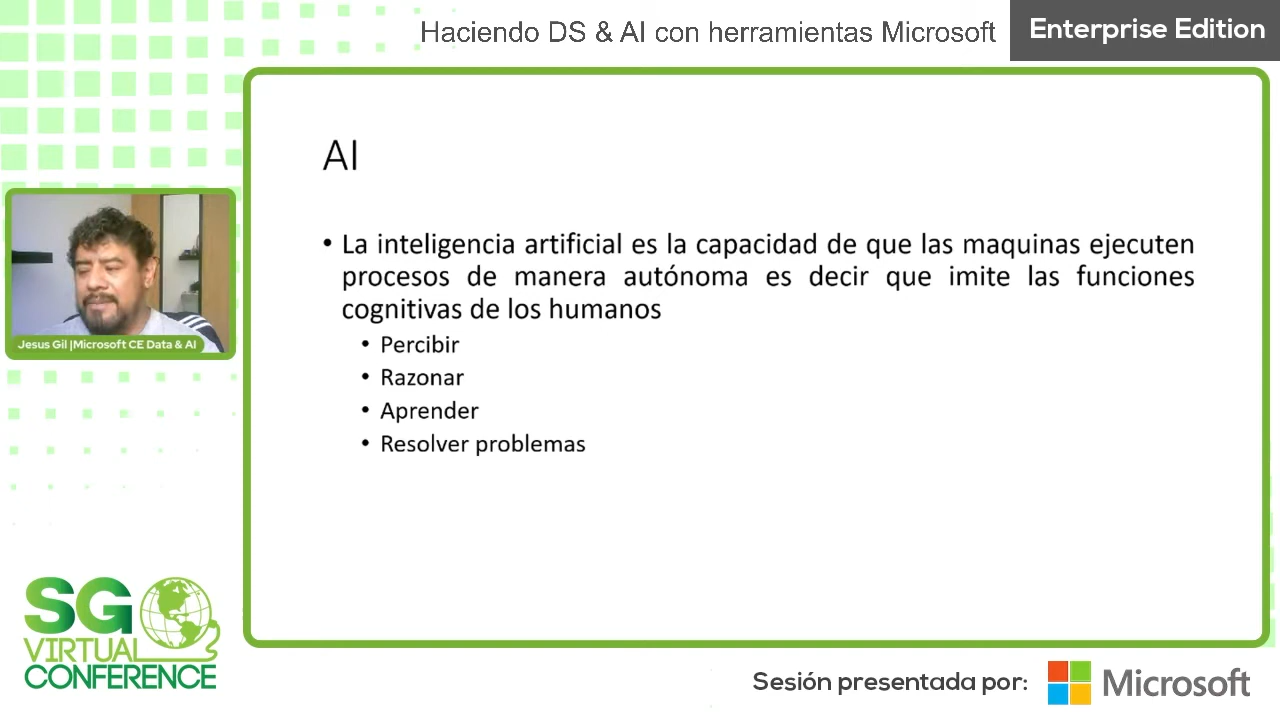 Haciendo DS & AI con herramientas Microsoft
Enterprise Edition
AI
• La inteligencia artificial es la capacidad de que las maquinas ejecuten
procesos de manera autónoma es decir que imite las funciones
cognitivas de los humanos
• Percibir
• Razonar
• Aprender
• Resolver problemas
Jesus Gil |Microsoft CE Data & AI
SG
VIRTUAL
CONFERENCE
Sesión presentada por:
Microsoft